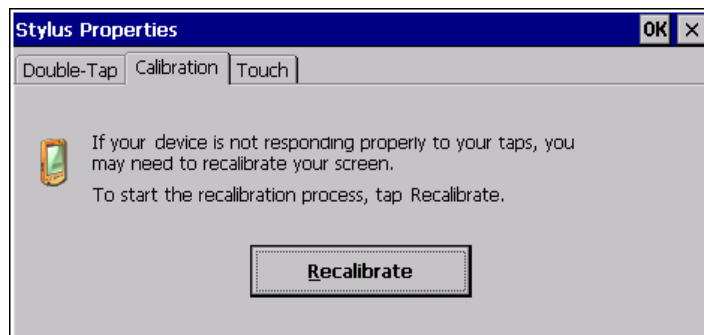 Stylus Properties OK ×
Double-Tap Calibration Touch
If your device is not responding properly to your taps, you
may need to recalibrate your screen.
To start the recalibration process, tap Recalibrate.
Recalibrate